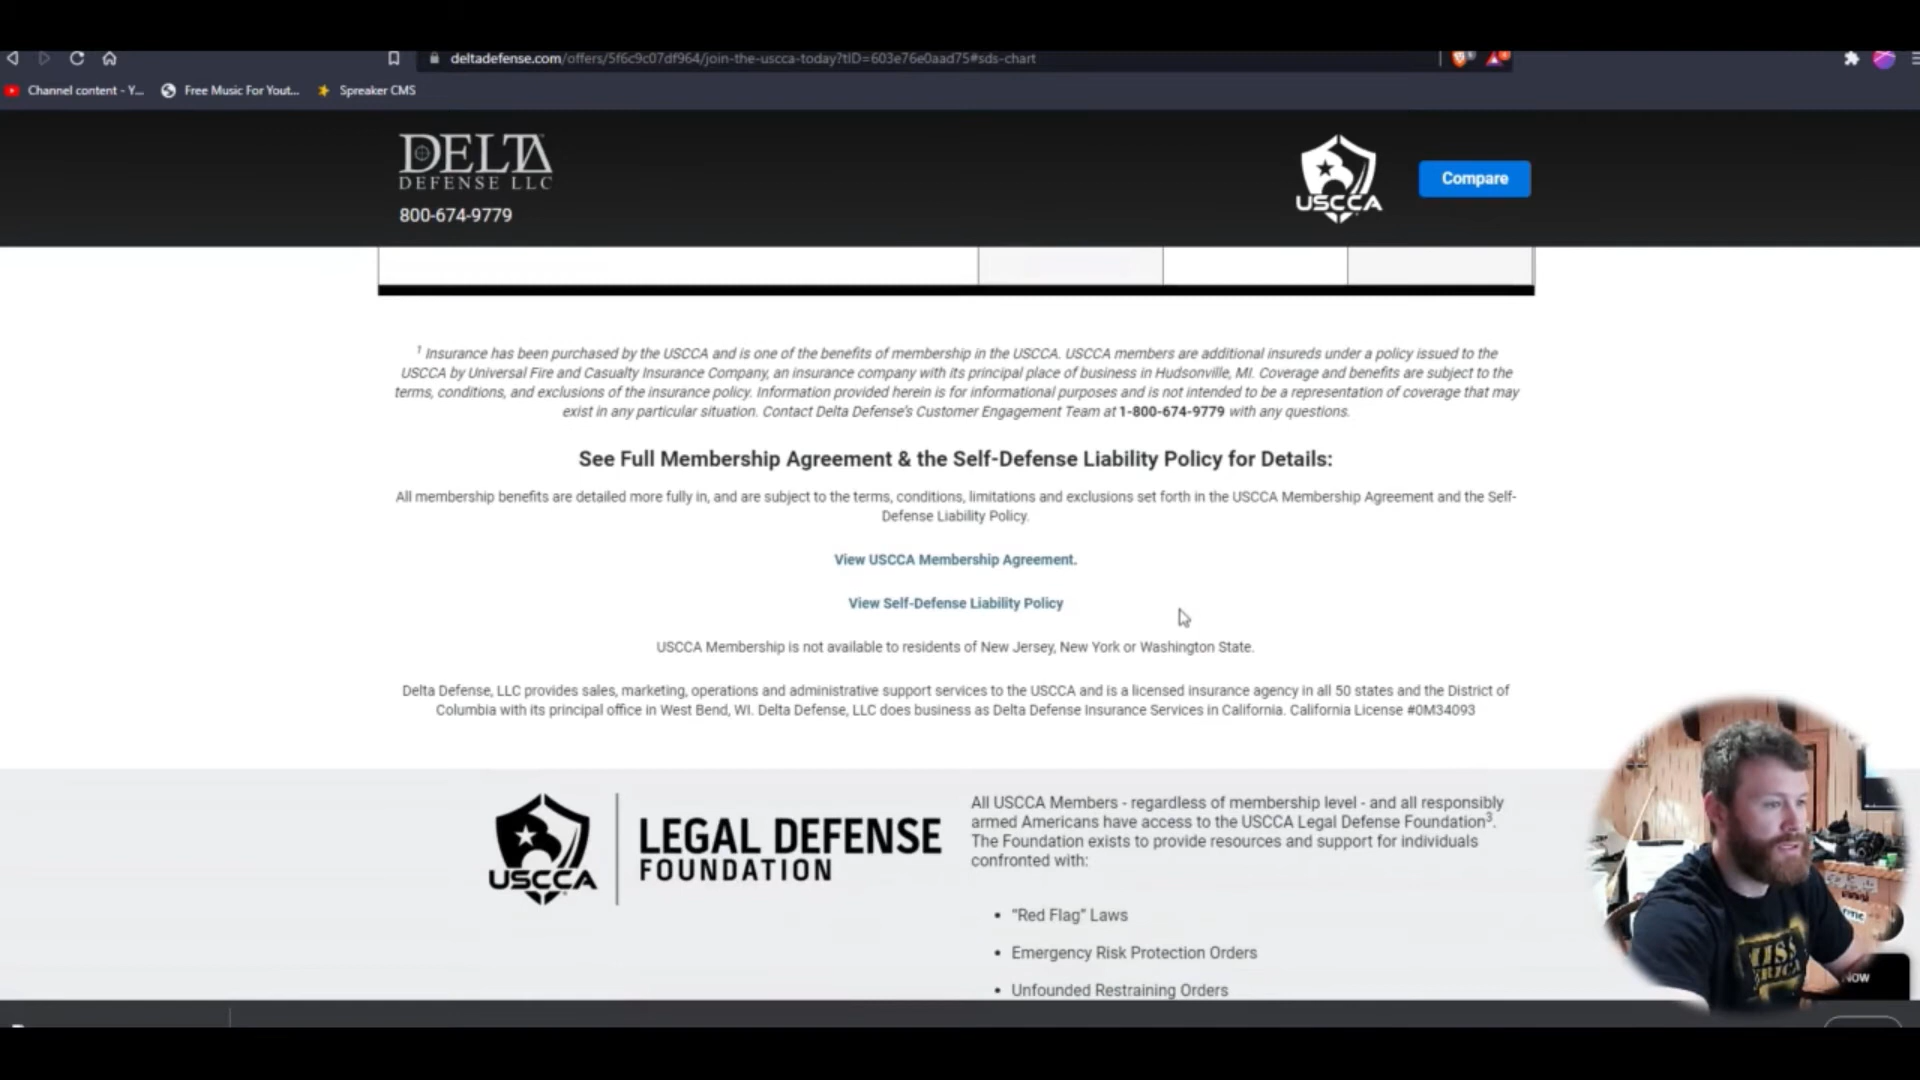 deltadefense.com/offers/5f6c9c07df964/join-the-uscca-today?tID=603e76e0aad75#sds-chart
Channel content - Y...
Free Music For Yout...
Spreaker CMS
DELTA
DEFENSE LLC
800-674-9779
USCCA
Compare
1 Insurance has been purchased by the USCCA and is one of the benefits of membership in the USCCA. USCCA members are additional insureds under a policy issued to the
USCCA by Universal Fire and Casualty Insurance Company, an insurance company with its principal place of business in Hudsonville, MI. Coverage and benefits are subject to the
terms, conditions, and exclusions of the insurance policy. Information provided herein is for informational purposes and is not intended to be a representation of coverage that may
exist in any particular situation. Contact Delta Defense's Customer Engagement Team at 1-800-674-9779 with any questions.
See Full Membership Agreement & the Self-Defense Liability Policy for Details:
All membership benefits are detailed more fully in, and are subject to the terms, conditions, limitations and exclusions set forth in the USCCA Membership Agreement and the Self-
Defense Liability Policy.
View USCCA Membership Agreement.
View Self-Defense Liability Policy
USCCA Membership is not available to residents of New Jersey, New York or Washington State.
Delta Defense, LLC provides sales, marketing, operations and administrative support services to the USCCA and is a licensed insurance agency in all 50 states and the District of
Columbia with its principal office in West Bend, WI. Delta Defense, LLC does business as Delta Defense Insurance Services in California. California License #0M34093
USCCA
LEGAL DEFENSE
FOUNDATION
All USCCA Members - regardless of membership level - and all responsibly
armed Americans have access to the USCCA Legal Defense Foundation3.
The Foundation exists to provide resources and support for individuals
confronted with:
• "Red Flag" Laws
• Emergency Risk Protection Orders
• Unfounded Restraining Orders